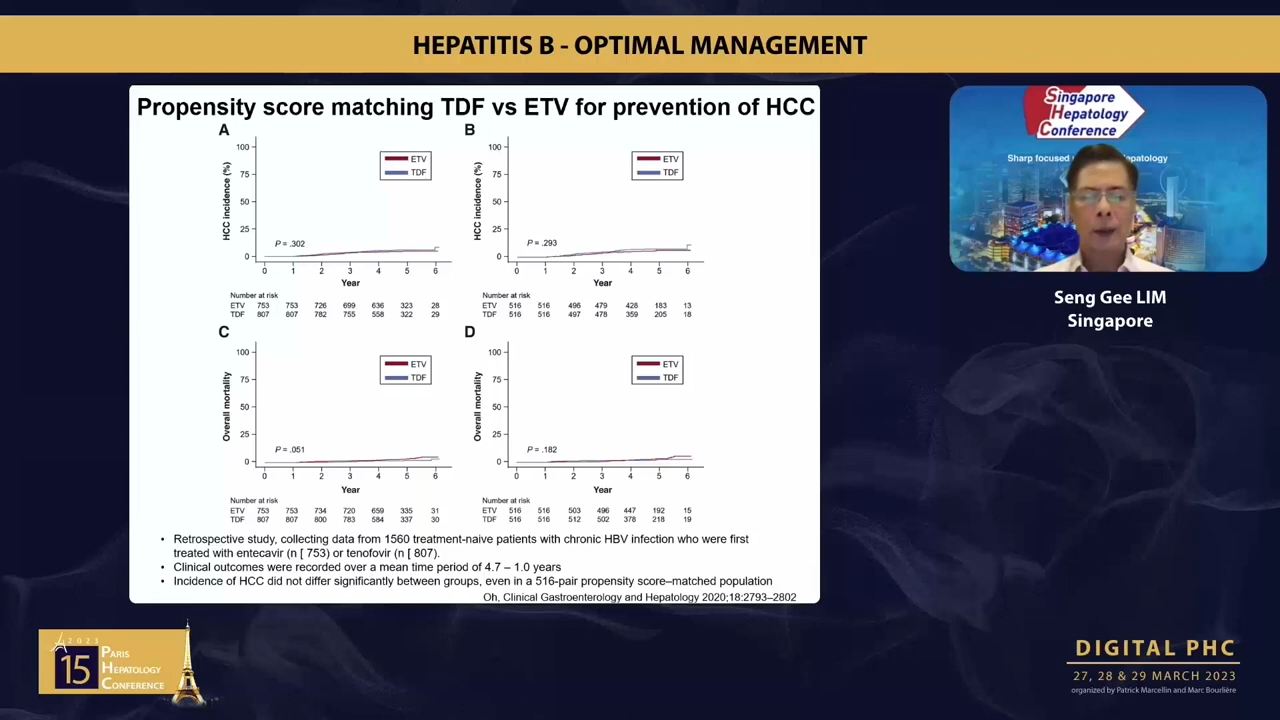 HEPATITIS B - OPTIMAL MANAGEMENT
Propensity score matching TDF vs ETV for prevention of HCC
A
HCC incidence (%)
100
75
50
25
0
ETV
TDF
P = .302
0 1 2 3 4 5 6
Year
Number at risk
ETV 753 753 726 699 636 323 28
TDF 807 807 782 755 558 322 29
B
HCC incidence (%)
100
75
50
25
0
ETV
TDF
P = .293
0 1 2 3 4 5 6
Year
Number at risk
ETV 516 516 496 479 428 183 13
TDF 516 516 497 478 359 205 18
C
Overall mortality
100
75
50
25
0
ETV
TDF
P = .051
0 1 2 3 4 5 6
Year
Number at risk
ETV 753 753 734 720 659 335 31
TDF 807 807 800 783 584 337 30
D
Overall mortality
100
75
50
25
0
ETV
TDF
P = .182
0 1 2 3 4 5 6
Year
Number at risk
ETV 516 516 503 496 447 192 15
TDF 516 516 512 502 378 218 19
• Retrospective study, collecting data from 1560 treatment-naive patients with chronic HBV infection who were first
treated with entecavir (n [ 753) or tenofovir (n [ 807).
• Clinical outcomes were recorded over a mean time period of 4.7 – 1.0 years
• Incidence of HCC did not differ significantly between groups, even in a 516-pair propensity score–matched population
Oh, Clinical Gastroenterology and Hepatology 2020;18:2793–2802
Singapore
Hepatology
Conference
Sharp focused
Seng Gee LIM
Singapore
2023
15
PARIS
HEPATOLOGY
CONFERENCE
DIGITAL PHC
27, 28 & 29 MARCH 2023
organized by Patrick Marcellin and Marc Bourlière